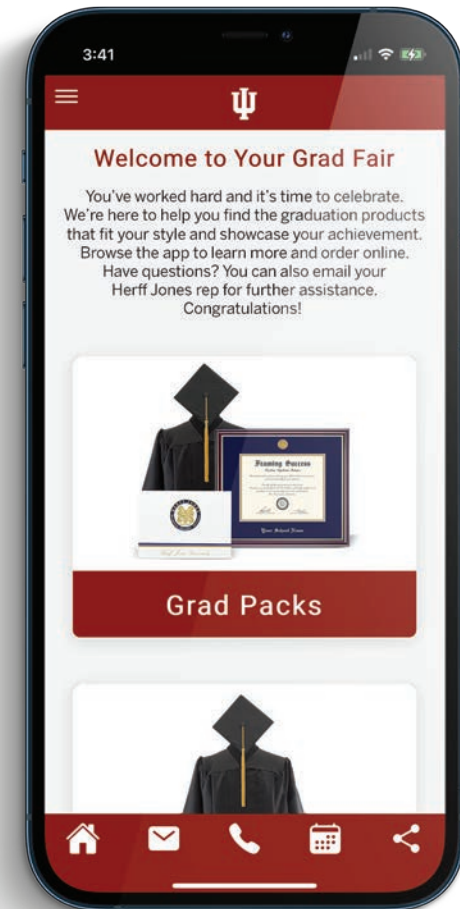 3:41
Welcome to Your Grad Fair
You've worked hard and it's time to celebrate.
We're here to help you find the graduation products
that fit your style and showcase your achievement.
Browse the app to learn more and order online.
Have questions? You can also email your
Herff Jones rep for further assistance.
Congratulations!
Framing Success
Your School Name
Grad Packs